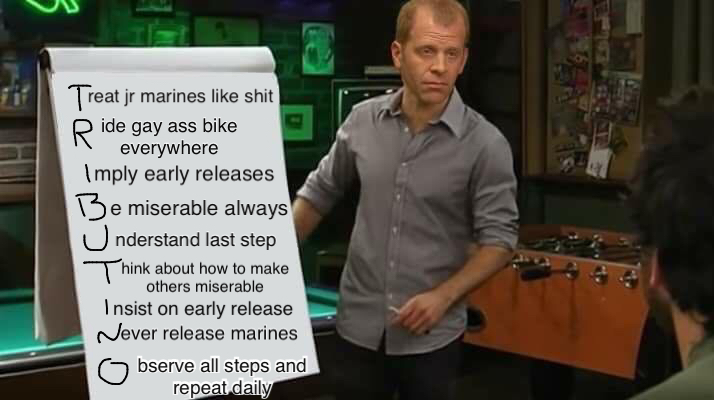 Treat jr marines like shit
Ride gay ass bike
everywhere
Imply early releases
Be miserable always
Understand last step
Think about how to make
others miserable
Insist on early release
Never release marines
Observe all steps and
repeat daily